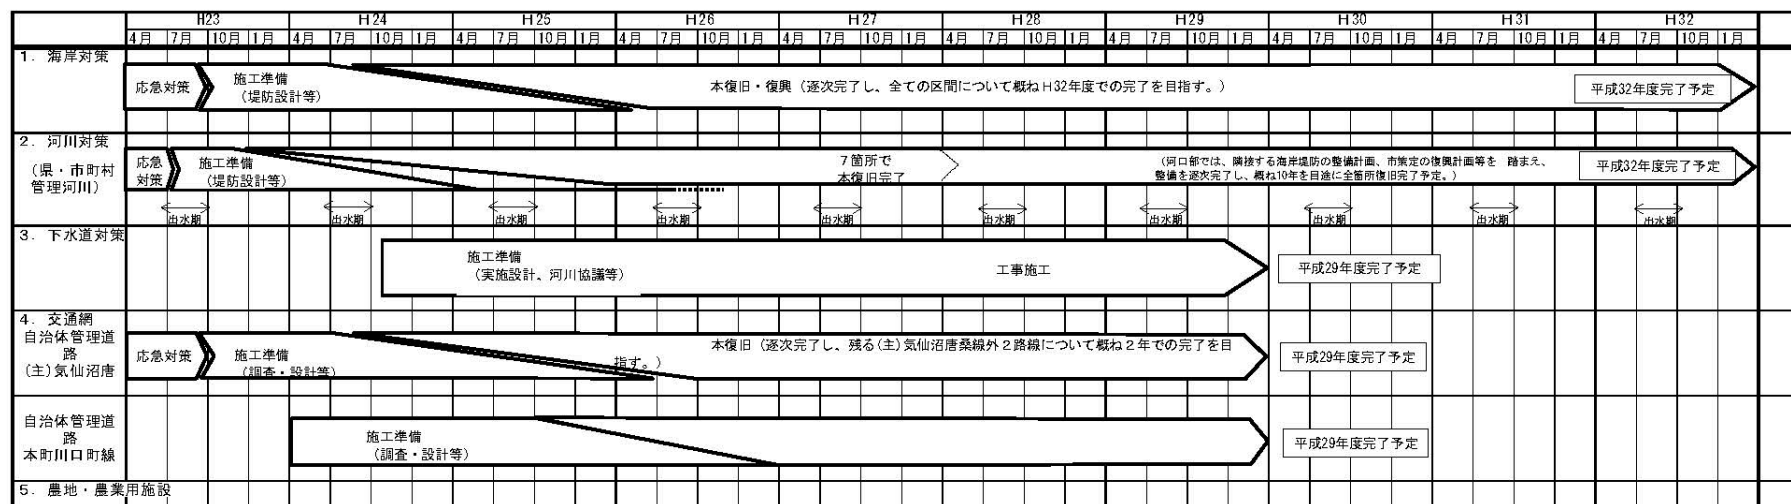 H23 H24 H25 H26 H27 H28 H29 H30 H31 H32
4月 7月 10月 1月 4月 7月 10月 1月 4月 7月 10月 1月 4月 7月 10月 1月 4月 7月 10月 1月 4月 7月 10月 1月 4月 7月 10月 1月 4月 7月 10月 1月 4月 7月 10月 1月 4月 7月 10月 1月
1. 海岸対策
応急対策
施工準備
（堤防設計等）
本復旧・復興（逐次完了し、全ての区間について概ねH32年度での完了を目指す。）
平成32年度完了予定
2. 河川対策
（県・市町村
管理河川）
応急
対策
施工準備
（堤防設計等）
7箇所で
本復旧完了
（河口部では、隣接する海岸堤防の整備計画、市策定の復興計画等を 踏まえ、
整備を逐次完了し、概ね10年を目途に全箇所復旧完了予定。）
平成32年度完了予定
出水期 出水期 出水期 出水期 出水期 出水期 出水期 出水期 出水期 出水期
3. 下水道対策
施工準備
（実施設計、河川協議等）
工事施工
平成29年度完了予定
4. 交通網
自治体管理道
路
(主)気仙沼唐
応急対策
施工準備
（調査・設計等）
本復旧（逐次完了し、残る(主)気仙沼唐桑線外2路線について概ね2年での完了を目
指す。）
平成29年度完了予定
自治体管理道
路
本町川口町線
施工準備
（調査・設計等）
平成29年度完了予定
5. 農地・農業用施設